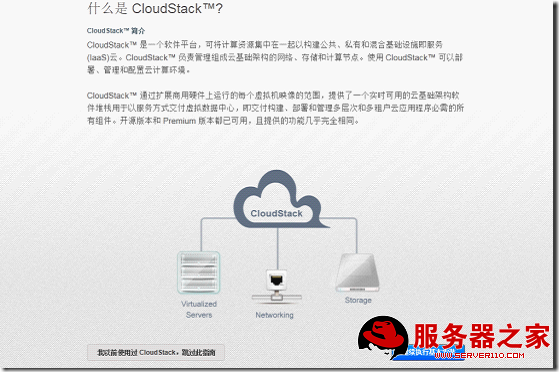 什么是 CloudStack™?
CloudStack™ 简介
CloudStack™ 是一个软件平台，可将计算资源集中在一起以构建公共、私有和混合基础设施即服务
(IaaS)云。CloudStack™ 负责管理组成云基础架构的网络、存储和计算节点。使用 CloudStack™ 可以部
署、管理和配置云计算环境。
CloudStack™ 通过扩展商用硬件上运行的每个虚拟机映像的范围，提供了一个实时可用的云基础架构软
件堆栈用于以服务方式交付虚拟数据中心，即交付构建、部署和管理多层次和多租户云应用程序必需的所
有组件。开源版本和 Premium 版本都已可用，且提供的功能几乎完全相同。
CloudStack
Virtualized
Servers
Networking
Storage
我以前使用过 CloudStack，跳过此指南
服务器之家
WWW.SERVER110.COM